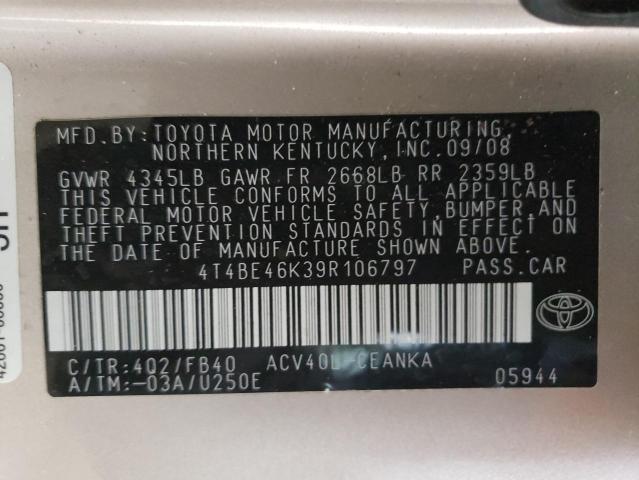 MFD. BY: TOYOTA MOTOR MANUFACTURING,
NORTHERN KENTUCKY, INC. 09/08
GVWR 4345LB GAWR FR 2668LB RR 2359LB
THIS VEHICLE CONFORMS TO ALL APPLICABLE
FEDERAL MOTOR VEHICLE SAFETY, BUMPER, AND
THEFT PREVENTION STANDARDS IN EFFECT ON
THE DATE OF MANUFACTURE SHOWN ABOVE.
4T4BE46K39R106797 PASS. CAR
C/TR: 4Q2/FB40 ACV40L-CEANKA
A/TM: -03A/U250E 05944